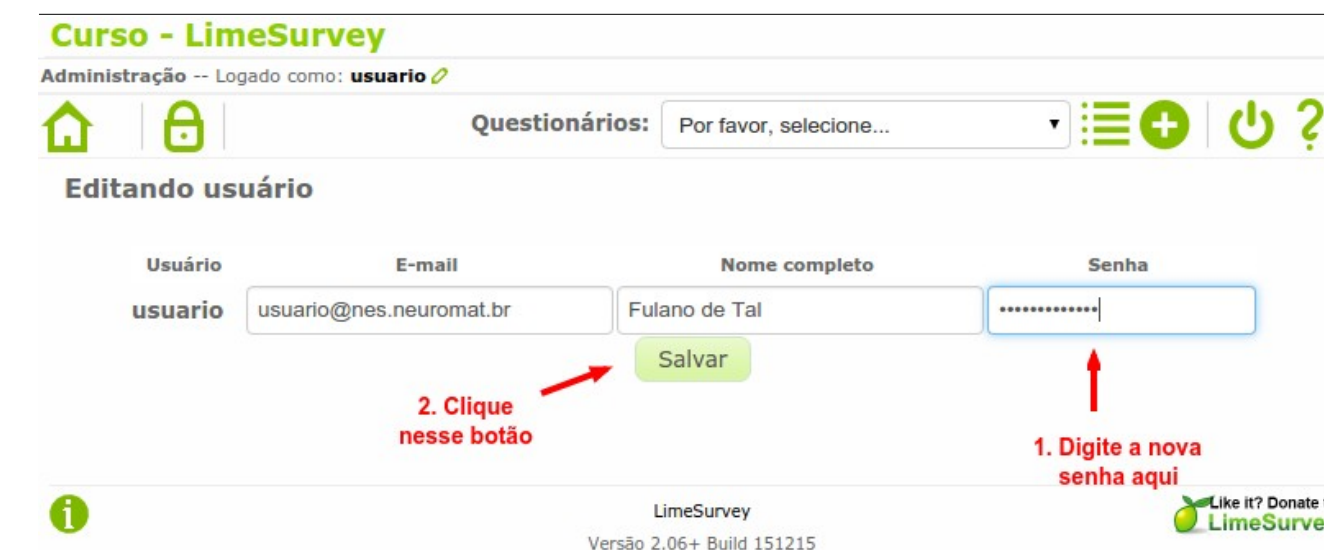 Curso - LimeSurvey
Administração -- Logado como: usuario
Questionários: Por favor, selecione...
Editando usuário
Usuário E-mail Nome completo Senha
usuario usuario@nes.neuromat.br Fulano de Tal •••••••••••••
Salvar
2. Clique
nesse botão
1. Digite a nova
senha aqui
LimeSurvey
Versão 2.06+ Build 151215
Like it? Donate
LimeSurve